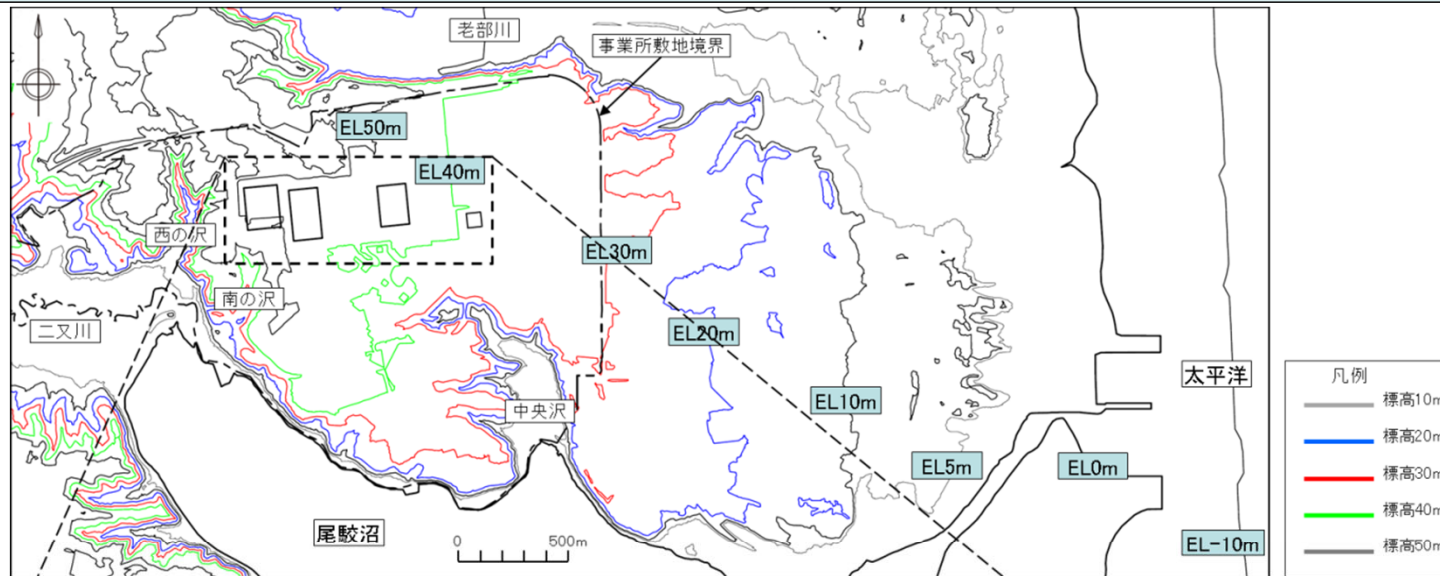 老部川
事業所敷地境界
EL50m
EL40m
西の沢
EL30m
南の沢
二又川
EL20m
太平洋
凡例
EL10m
標高10m
中央沢
標高20m
EL5m
EL0m
標高30m
標高40m
尾駮沼
0 500m
EL-10m
標高50m